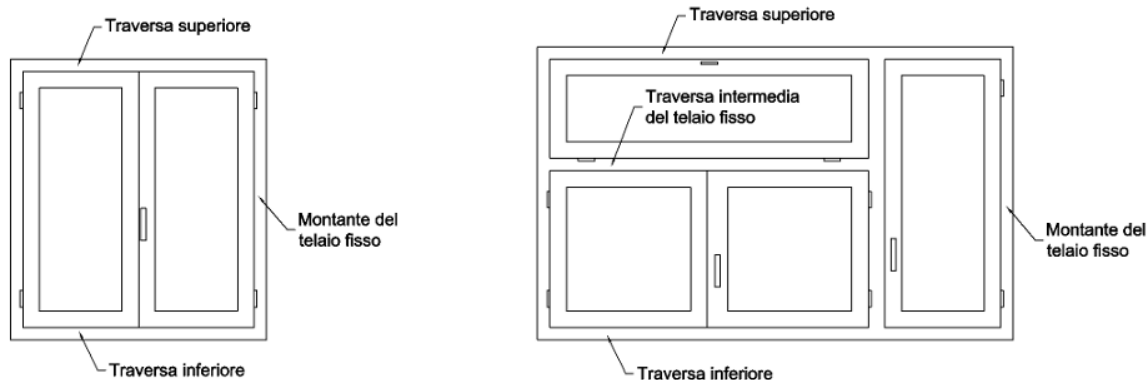 Traversa superiore
Montante del
telaio fisso
Traversa inferiore
Traversa superiore
Traversa intermedia
del telaio fisso
Montante del
telaio fisso
Traversa inferiore